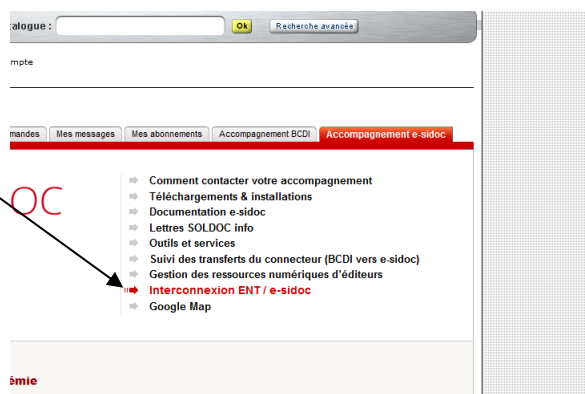 alogue : Ok Recherche avancée
mpte
mandes Mes messages Mes abonnements Accompagnement BCDI Accompagnement e-sidoc
OC
Comment contacter votre accompagnement
Téléchargements & installations
Documentation e-sidoc
Lettres SOLDOC info
Outils et services
Suivi des transferts du connecteur (BCDI vers e-sidoc)
Gestion des ressources numériques d'éditeurs
Interconnexion ENT / e-sidoc
Google Map
émie